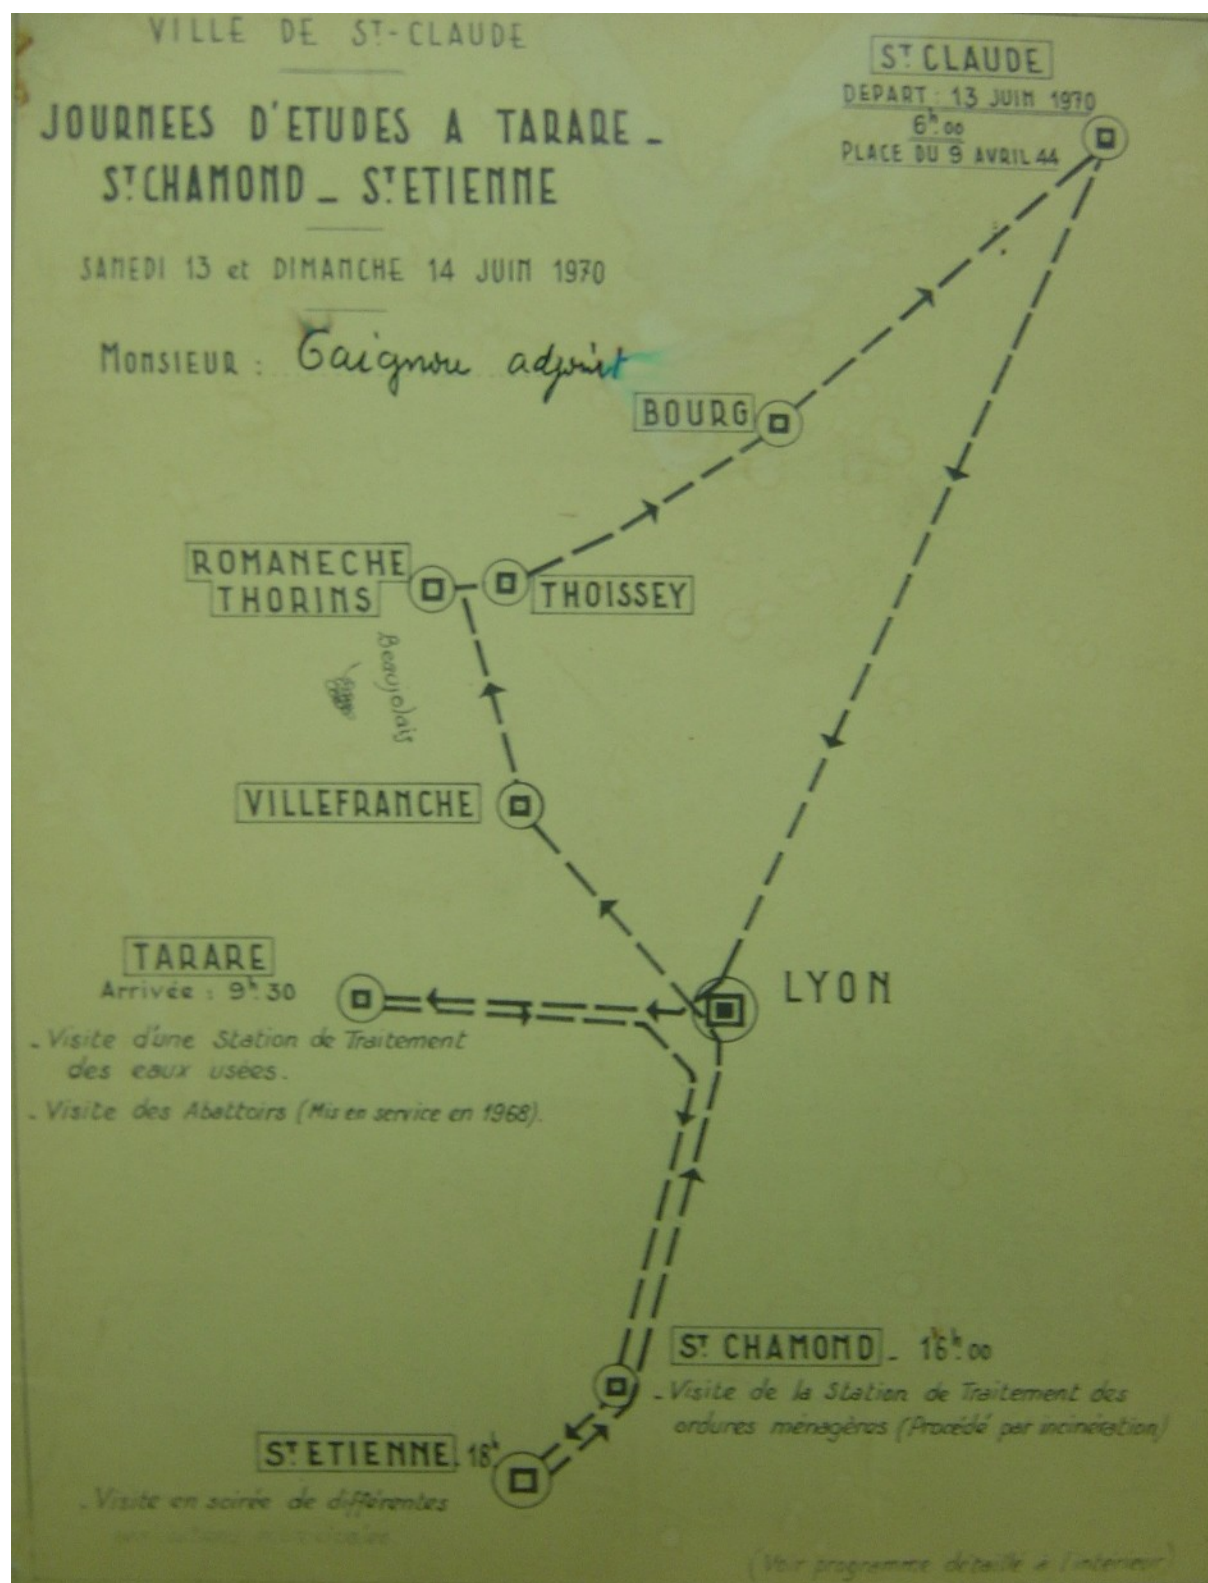 VILLE DE ST-CLAUDE
JOURNEES D'ETUDES A TARARE -
ST CHAMOND - ST ETIENNE
SAMEDI 13 et DIMANCHE 14 JUIN 1970
MONSIEUR : Gaignou adjoint
ST CLAUDE
DEPART : 13 JUIN 1970
6h.00
PLACE DU 9 AVRIL 44
BOURG
ROMANECHE
THORINS
THOISSEY
Beaujolais
VILLEFRANCHE
TARARE
Arrivée : 9h.30
- Visite d'une Station de Traitement
des eaux usées.
- Visite des Abattoirs (Mis en service en 1968).
LYON
ST CHAMOND - 16h.00
- Visite de la Station de Traitement des
ordures ménagères (Procédé par incinération)
ST ETIENNE. 18h.
- Visite en soirée de différentes
(Voir programme détaillé à l'intérieur)